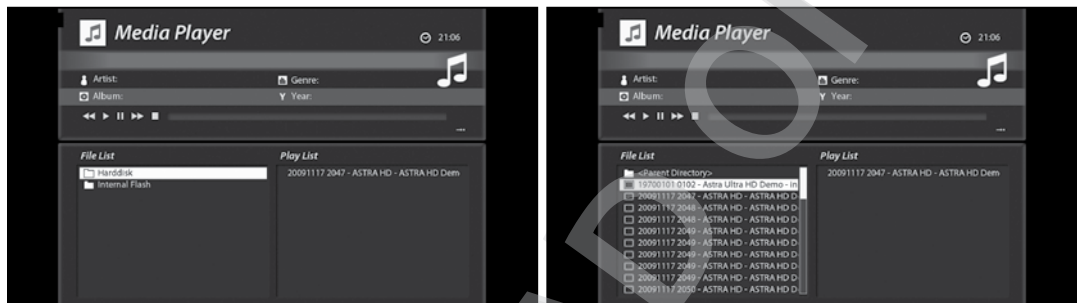 Media Player
21:06
Artist:
Genre:
Album:
Year:
File List
Play List
Harddisk
Internal Flash
20091117 2047 - ASTRA HD - ASTRA HD Dem
Media Player
21:06
Artist:
Genre:
Album:
Year:
File List
Play List
<Parent Directory>
19700101 0102 - Astra Ultra HD Demo - in
20091117 2047 - ASTRA HD - ASTRA HD D
20091117 2048 - ASTRA HD - ASTRA HD D
20091117 2048 - ASTRA HD - ASTRA HD D
20091117 2049 - ASTRA HD - ASTRA HD D
20091117 2049 - ASTRA HD - ASTRA HD D
20091117 2049 - ASTRA HD - ASTRA HD D
20091117 2049 - ASTRA HD - ASTRA HD D
20091117 2049 - ASTRA HD - ASTRA HD D
20091117 2050 - ASTRA HD - ASTRA HD D
20091117 2047 - ASTRA HD - ASTRA HD Dem